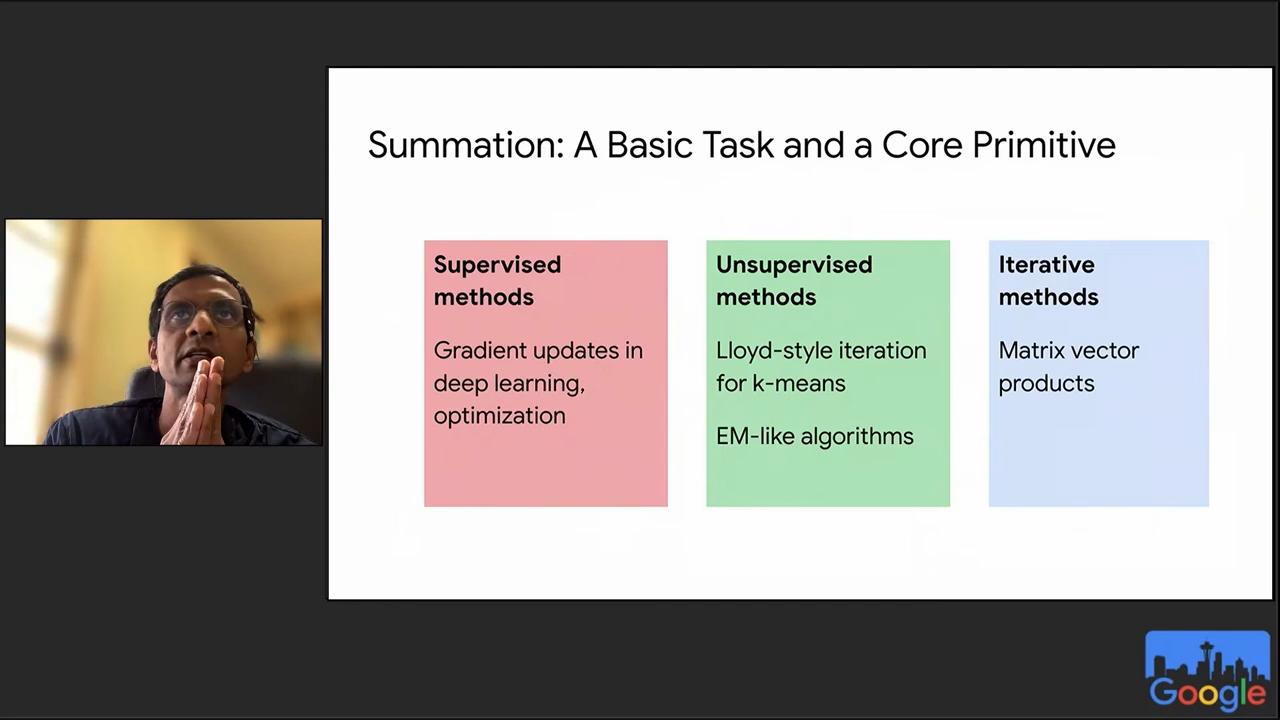 Summation: A Basic Task and a Core Primitive
Supervised
methods
Gradient updates in
deep learning,
optimization
Unsupervised
methods
Lloyd-style iteration
for k-means
EM-like algorithms
Iterative
methods
Matrix vector
products
Google